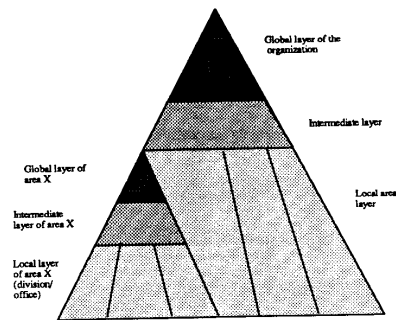 Global layer of the
organization
Intermediate layer
Global layer of
area X
Local area
layer
Intermediate
layer of area X
Local layer
of area X
(division/
office)